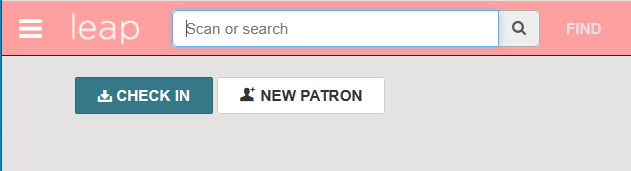 leap Scan or search FIND
CHECK IN NEW PATRON